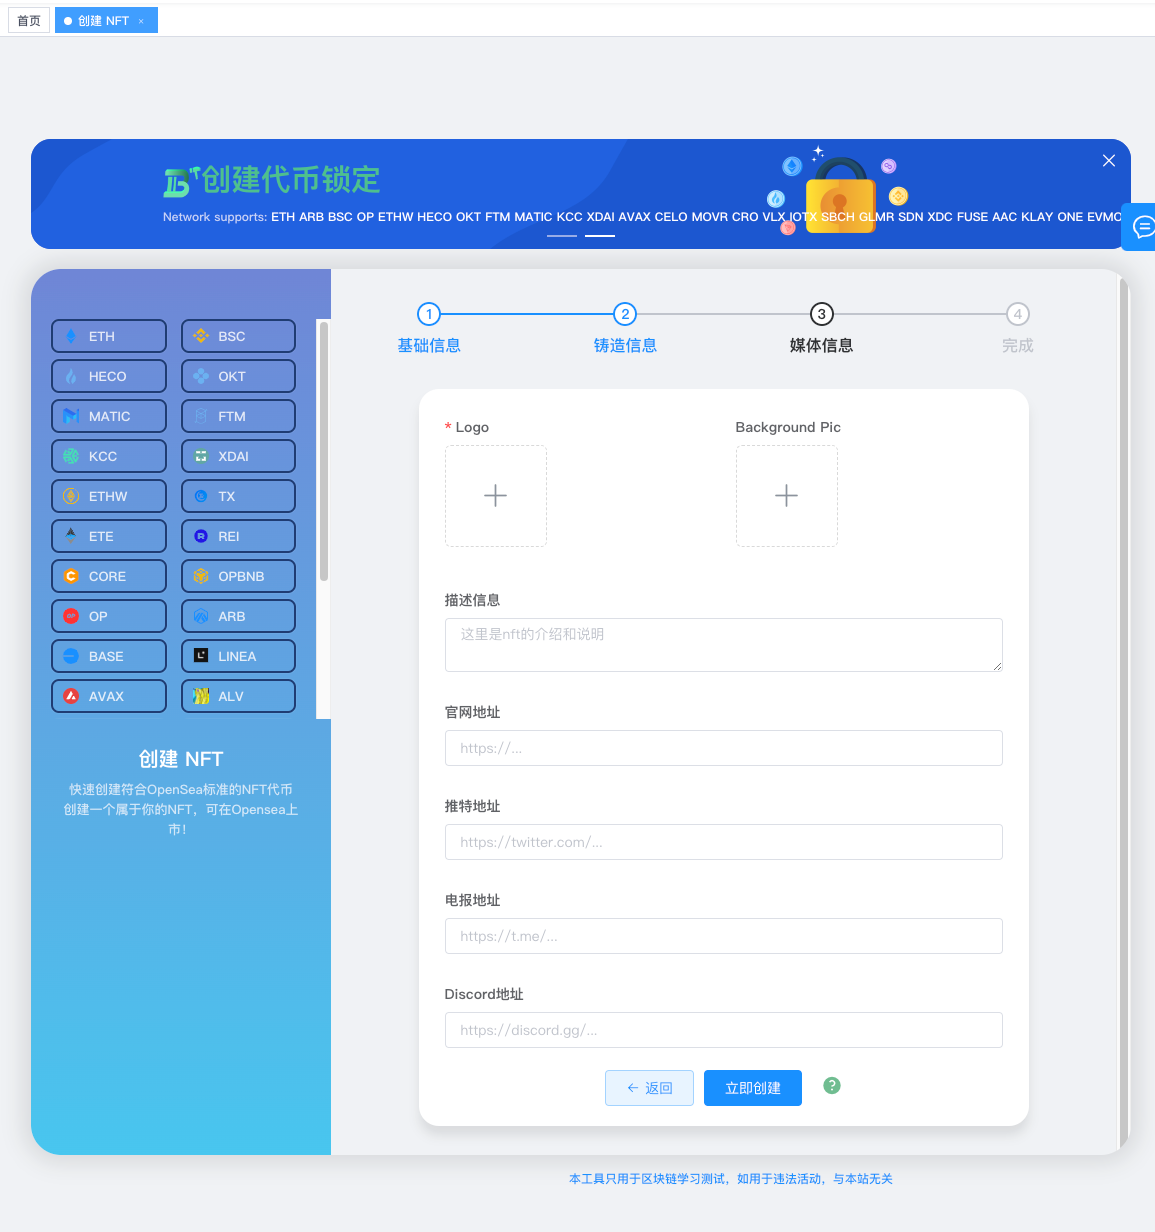 首页
创建 NFT ×
创建代币锁定
Network supports: ETH ARB BSC OP ETHW HECO OKT FTM MATIC KCC XDAI AVAX CELO MOVR CRO VLX IOTX SBCH GLMR SDN XDC FUSE AAC KLAY ONE EVMO
1 2 3 4
基础信息 铸造信息 媒体信息 完成
ETH BSC
HECO OKT
MATIC FTM
KCC XDAI
ETHW TX
ETE REI
CORE OPBNB
OP ARB
BASE LINEA
AVAX ALV
创建 NFT
快速创建符合OpenSea标准的NFT代币
创建一个属于你的NFT，可在Opensea上
市！
* Logo Background Pic
描述信息
这里是nft的介绍和说明
官网地址
https://...
推特地址
https://twitter.com/...
电报地址
https://t.me/...
Discord地址
https://discord.gg/...
← 返回 立即创建 ?
本工具只用于区块链学习测试，如用于违法活动，与本站无关